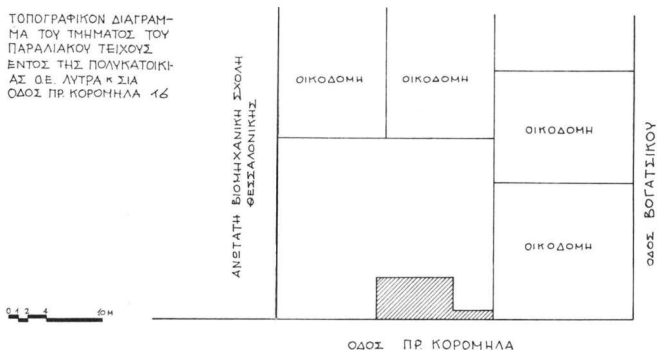 ΤΟΠΟΓΡΑΦΙΚΟΝ ΔΙΑΓΡΑΜ-
ΜΑ ΤΟΥ ΤΜΗΜΑΤΟΣ ΤΟΥ
ΠΑΡΑΛΙΑΚΟΥ ΤΕΙΧΟΥΣ
ΕΝΤΟΣ ΤΗΣ ΠΟΛΥΚΑΤΟΙΚΙ-
ΑΣ Ο.Ε. ΛΥΤΡΑ κ ΣΙΑ
ΟΔΟΣ ΠΡ. ΚΟΡΟΜΗΛΑ 16
ΑΝΩΤΑΤΗ ΒΙΟΜΗΧΑΝΙΚΗ ΣΧΟΛΗ
ΘΕΣΣΑΛΟΝΙΚΗΣ
ΟΙΚΟΔΟΜΗ
ΟΙΚΟΔΟΜΗ
ΟΙΚΟΔΟΜΗ
ΟΙΚΟΔΟΜΗ
ΟΔΟΣ ΒΟΓΑΤΣΙΚΟΥ
0 1 2 4 10 Μ
ΟΔΟΣ ΠΡ. ΚΟΡΟΜΗΛΑ